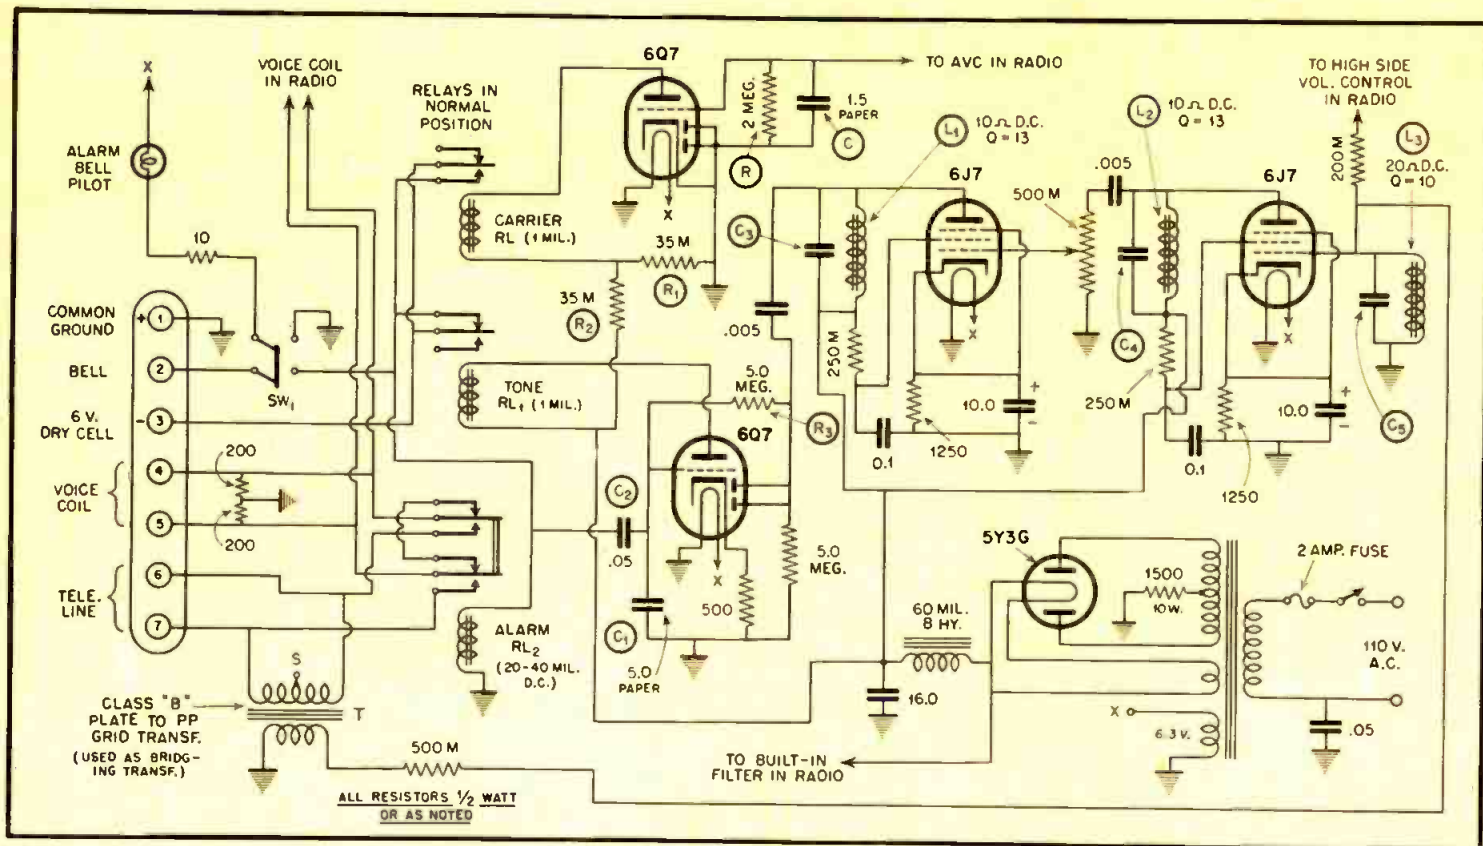 X
ALARM
BELL
PILOT
10
VOICE COIL
IN RADIO
RELAYS IN
NORMAL
POSITION
6Q7
X
2 MEG.
R
1.5
PAPER
C
TO AVC IN RADIO
CARRIER
RL (1 MIL.)
35 M
R1
35 M
R2
L1
10 Ω D.C.
Q = 13
6J7
C3
.005
250 M
X
0.1
1250
10.0
+
-
500 M
.005
L2
10 Ω D.C.
Q = 13
6J7
C4
250 M
X
0.1
1250
10.0
+
-
TO HIGH SIDE
VOL. CONTROL
IN RADIO
200 M
L3
20 Ω D.C.
Q = 10
C5
COMMON
GROUND
+ 1
BELL
2
SW1
6 V.
DRY CELL
- 3
200
VOICE
COIL
4
5
200
TELE.
LINE
6
7
TONE
RL1 (1 MIL.)
5.0
MEG.
R3
6Q7
C2
.05
X
500
5.0
MEG.
C1
5.0
PAPER
ALARM
RL2
(20-40 MIL.
D.C.)
S
T
CLASS "B"
PLATE TO PP
GRID TRANSF.
(USED AS BRIDG-
ING TRANSF.)
500 M
ALL RESISTORS 1/2 WATT
OR AS NOTED
60 MIL.
8 HY.
16.0
TO BUILT-IN
FILTER IN RADIO
5Y3G
1500
10 W.
X
6.3 V.
2 AMP. FUSE
110 V.
A.C.
.05